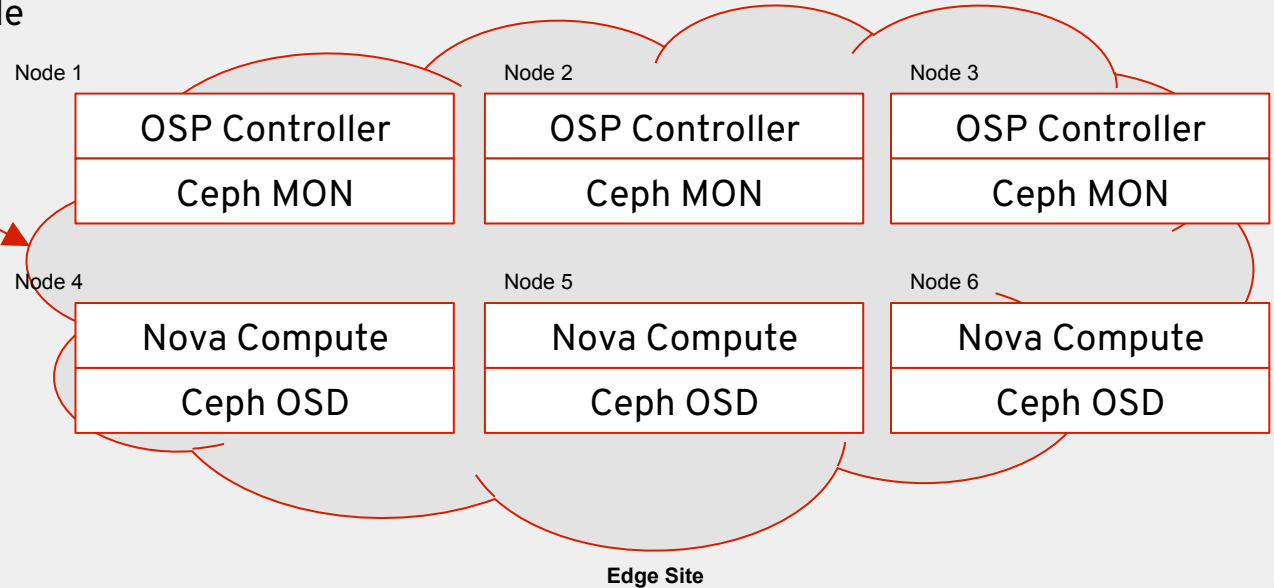 le
Node 1
Node 2
Node 3
OSP Controller
OSP Controller
OSP Controller
Ceph MON
Ceph MON
Ceph MON
Node 4
Node 5
Node 6
Nova Compute
Nova Compute
Nova Compute
Ceph OSD
Ceph OSD
Ceph OSD
Edge Site